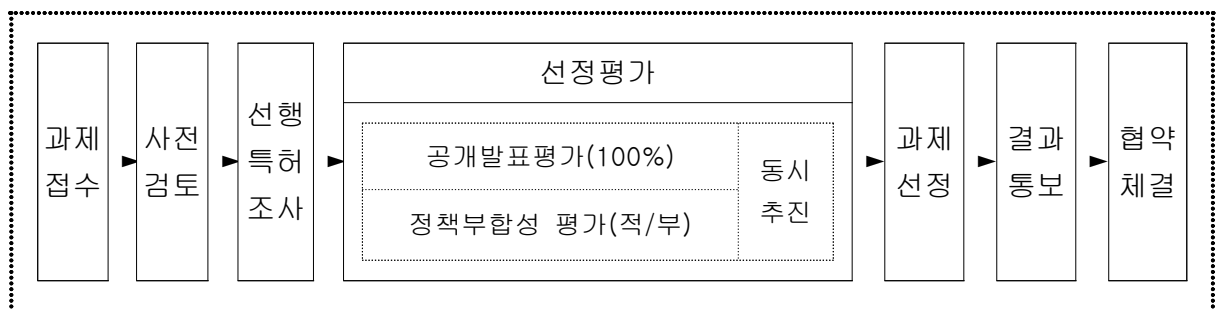 과제
접수
사전
검토
선행
특허
조사
선정평가
공개발표평가(100%)
정책부합성 평가(적/부)
동시
추진
과제
선정
결과
통보
협약
체결